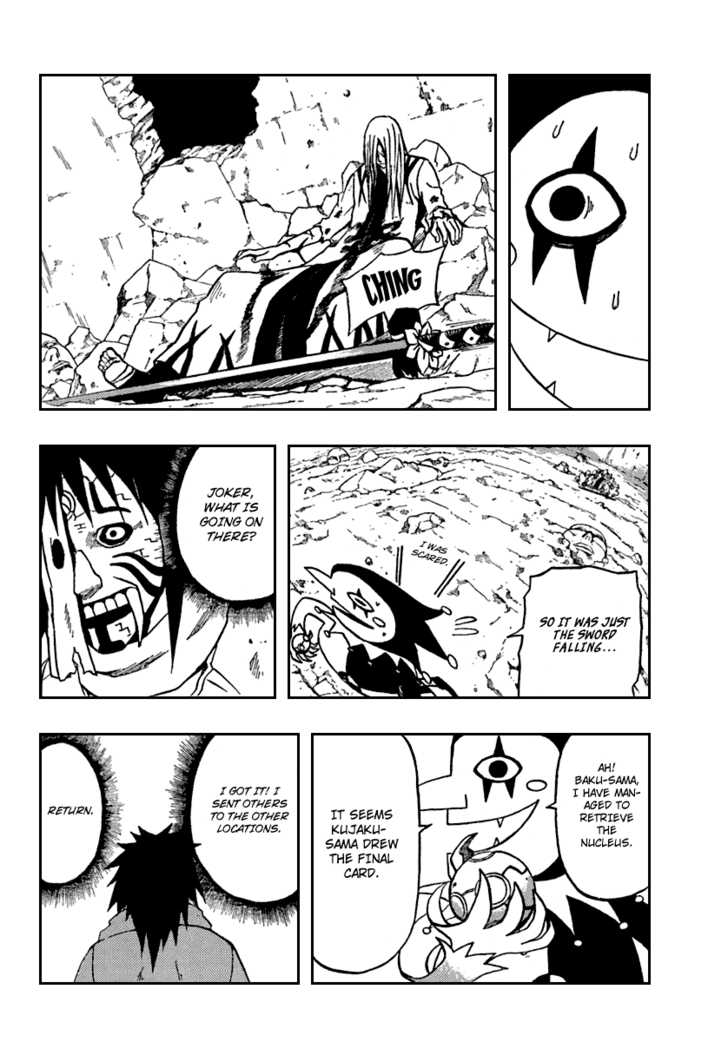 CHING
SO IT WAS JUST
THE SWORD
FALLING...
I WAS
SCARED.
JOKER,
WHAT IS
GOING ON
THERE?
AH!
BAKU-SAMA,
I HAVE MAN-
AGED TO
RETRIEVE
THE
NUCLEUS.
IT SEEMS
KUJAKU-
SAMA DREW
THE FINAL
CARD.
I GOT IT! I
SENT OTHERS
TO THE OTHER
LOCATIONS.
RETURN.